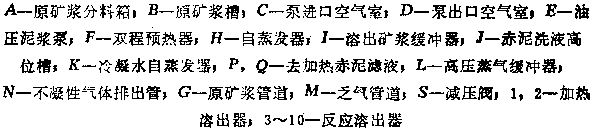 A—原矿浆分料箱；B—原矿浆槽；C—泵进口空气室；D—泵出口空气室；E—油
压泥浆泵；F—双程预热器；H—自蒸发器；I—溶出矿浆缓冲器；J—赤泥洗液高
位槽；K—冷凝水自蒸发器；P，Q—去加热赤泥滤液；L—高压蒸气缓冲器；
N—不凝性气体排出管；G—原矿浆管道；M—乏气管道；S—减压阀；1，2—加热
溶出器；3～10—反应溶出器